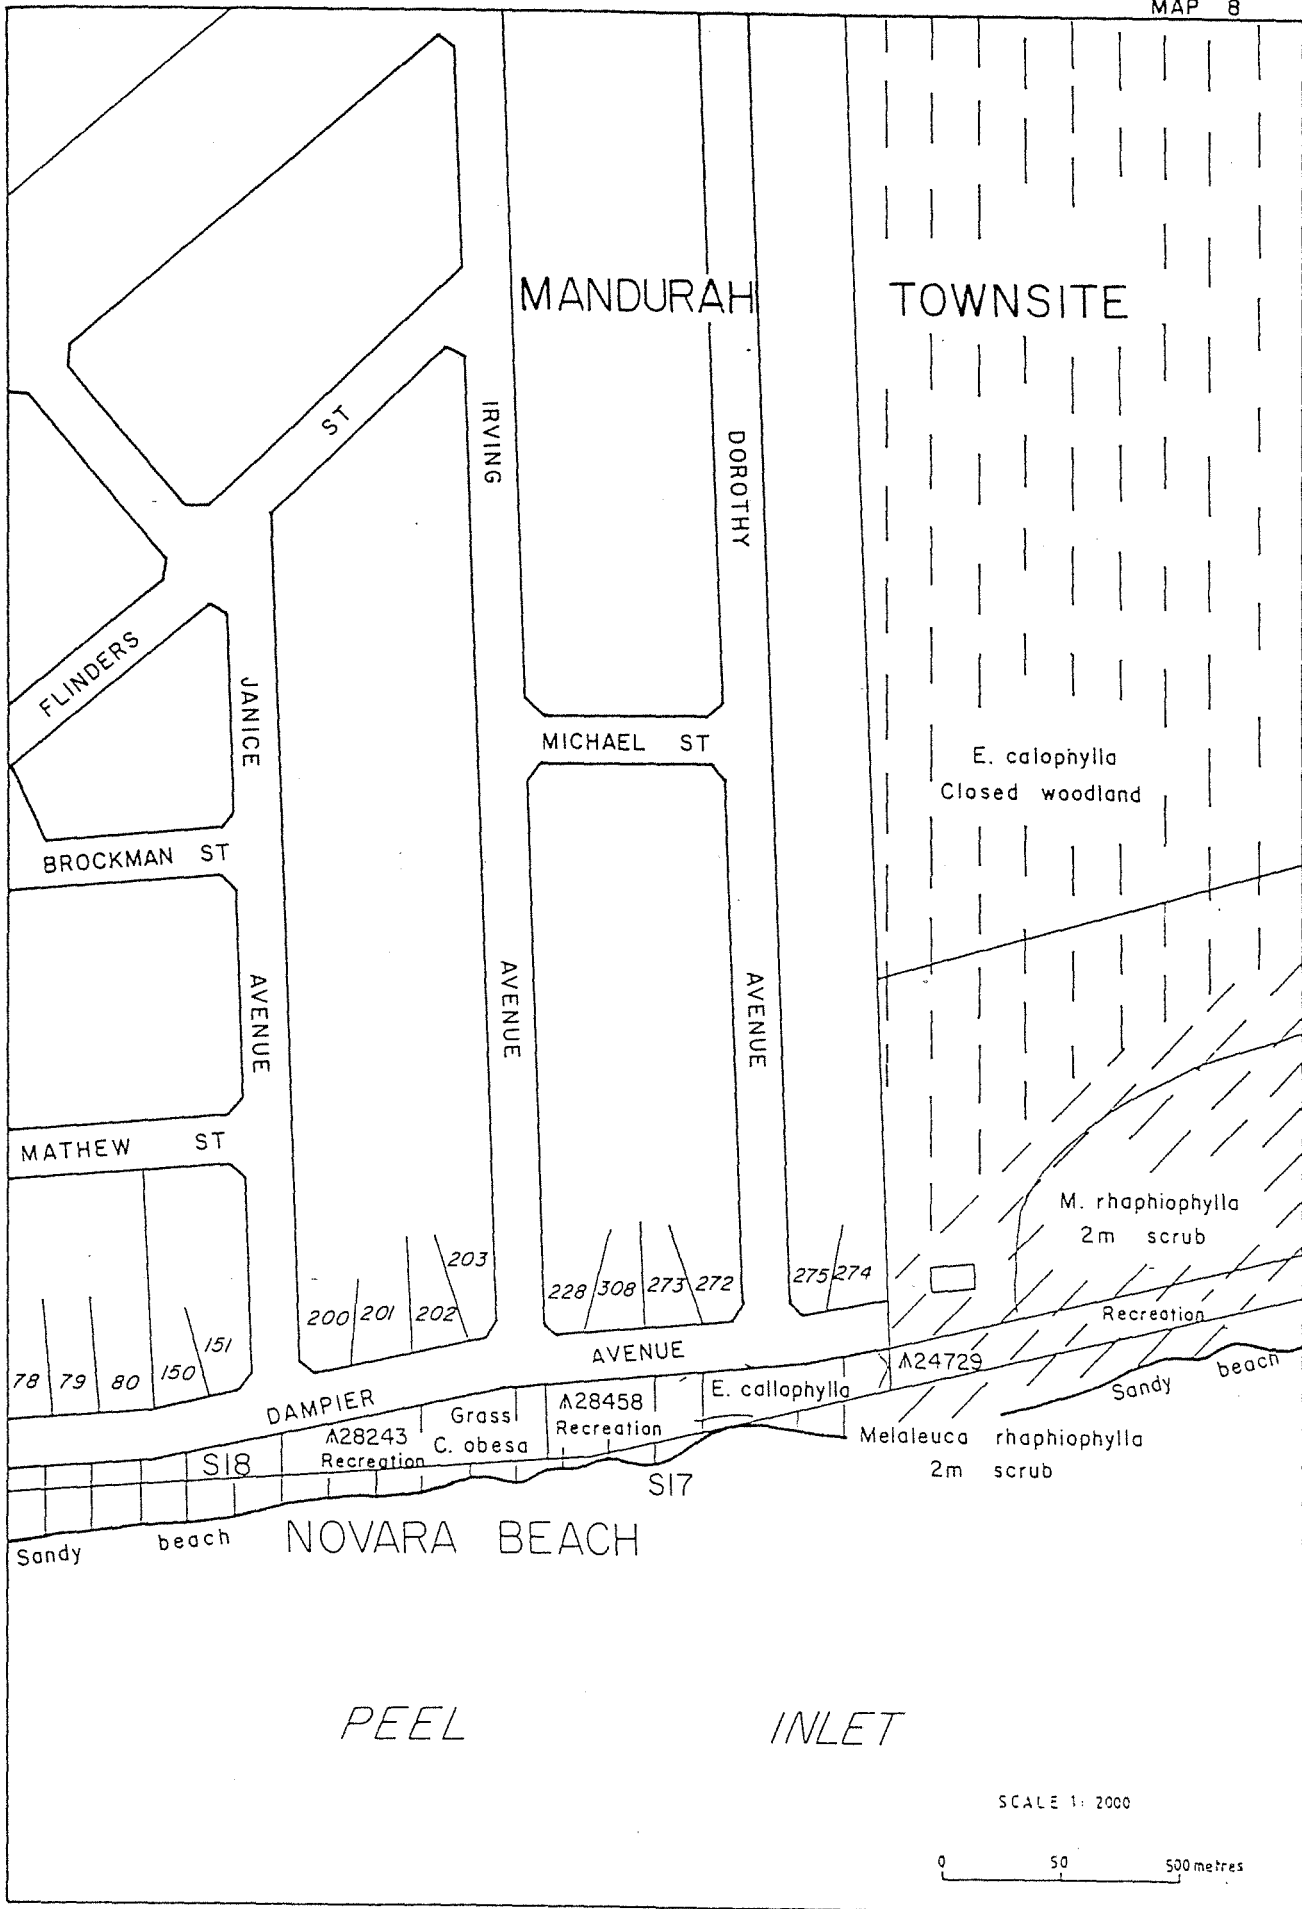 MAP 8
MANDURAH TOWNSITE
ST
IRVING
DOROTHY
FLINDERS
JANICE
MICHAEL ST
E. calophylla
Closed woodland
BROCKMAN ST
AVENUE
AVENUE
AVENUE
MATHEW ST
M. rhaphiophylla
2m scrub
203
228 308 273 272
275 274
200 201 202
Recreation
151
78 79 80 150
AVENUE
A24729
Sandy beach
DAMPIER
E. callophylla
A28458
Recreation
Grass
C. obesa
A28243
Recreation
Melaleuca rhaphiophylla
2m scrub
S18
S17
Sandy beach
NOVARA BEACH
PEEL INLET
SCALE 1: 2000
0 50 500 metres